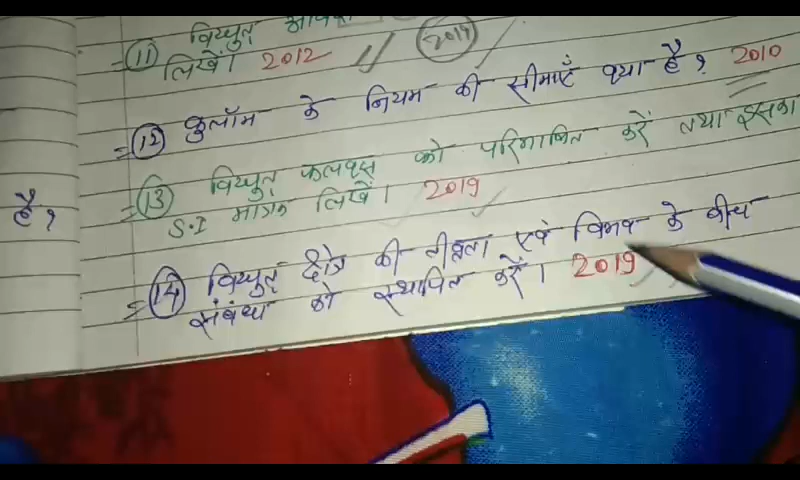 (11) विद्युत्
लिखें। 2012 (2014)
(12) कुलॉम के नियम की सीमाएँ क्या है? 2010
(13) विद्युत् फ्लक्स को परिभाषित करें तथा इसका
S.I मात्रक लिखें। 2019
है?
(14) विद्युत् क्षेत्र की तीव्रता एवं विभव के बीच
संबंध को स्थापित करें। 2019